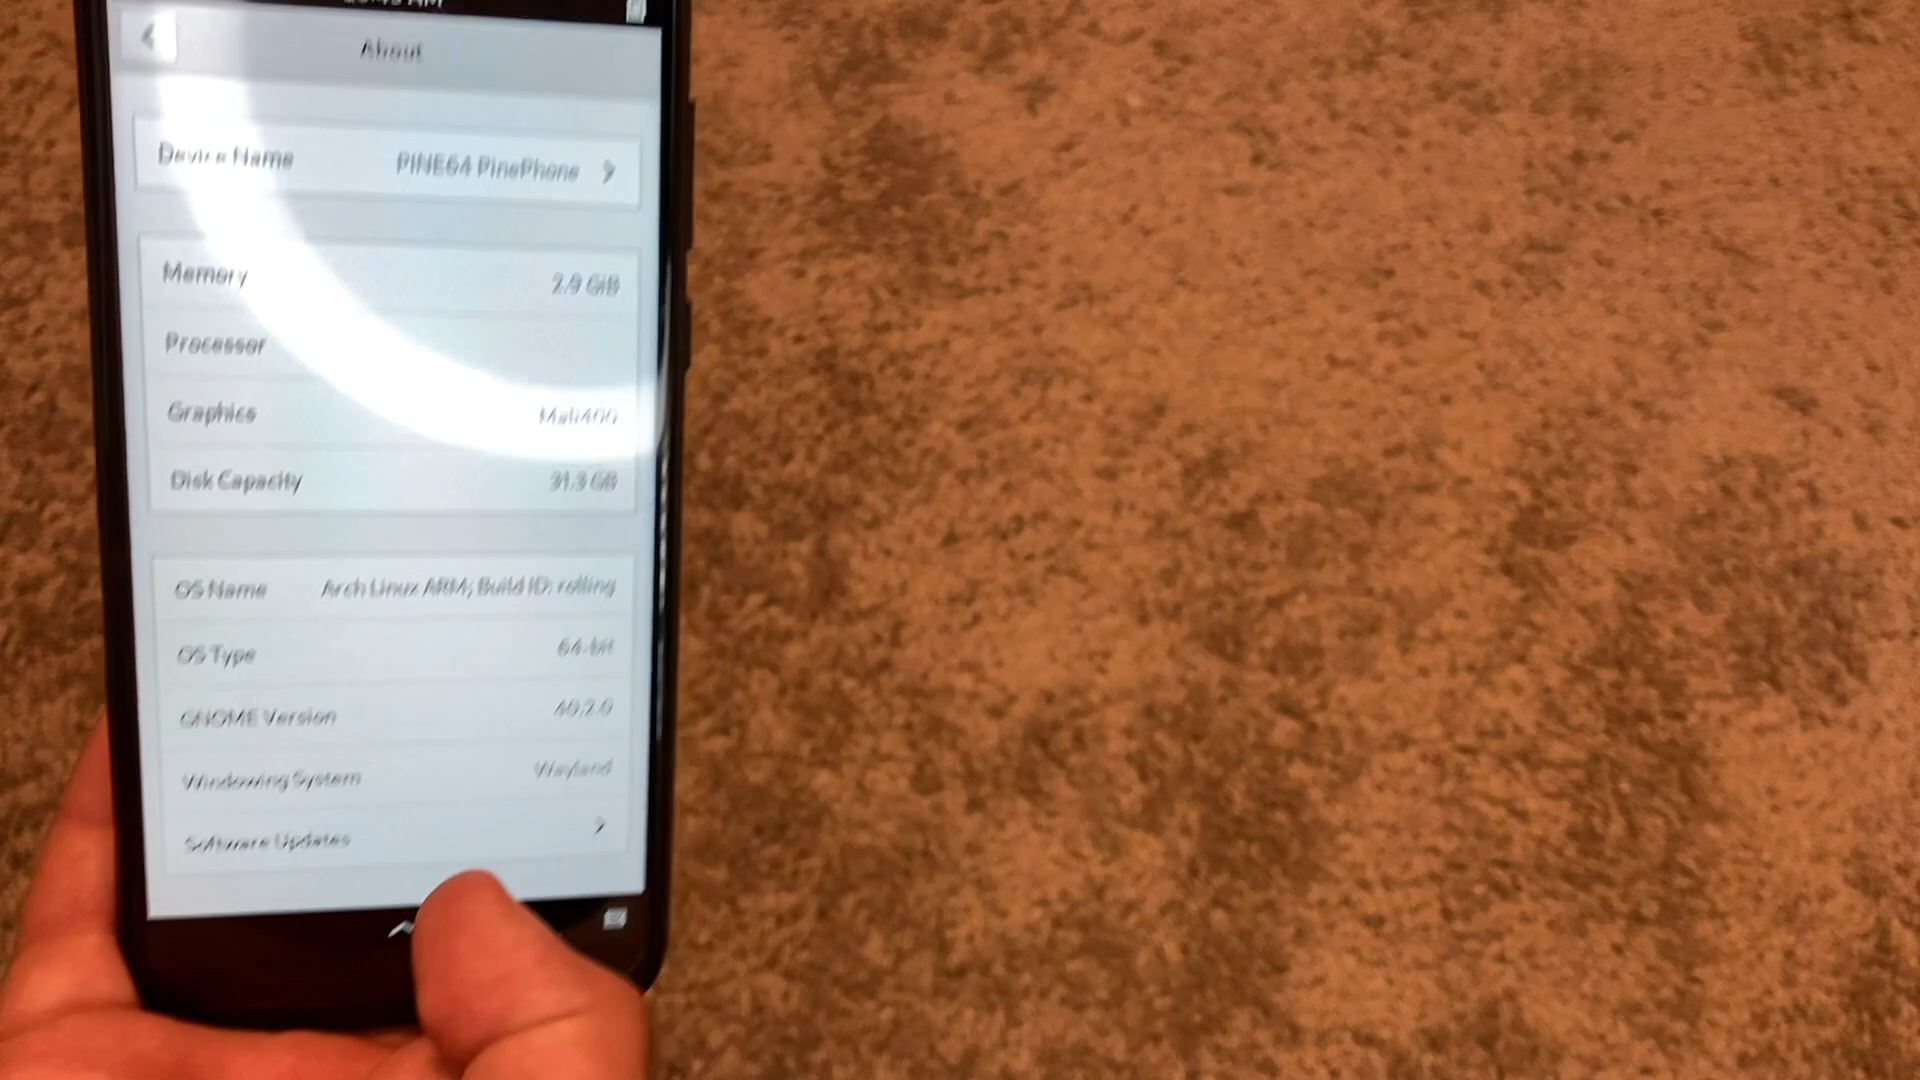 About
Device Name PINE64 PinePhone
Memory 2.9 GiB
Processor
Graphics Mali400
Disk Capacity 31.3 GB
OS Name Arch Linux ARM; Build ID: rolling
OS Type 64-bit
GNOME Version 40.2.0
Windowing System Wayland
Software Updates